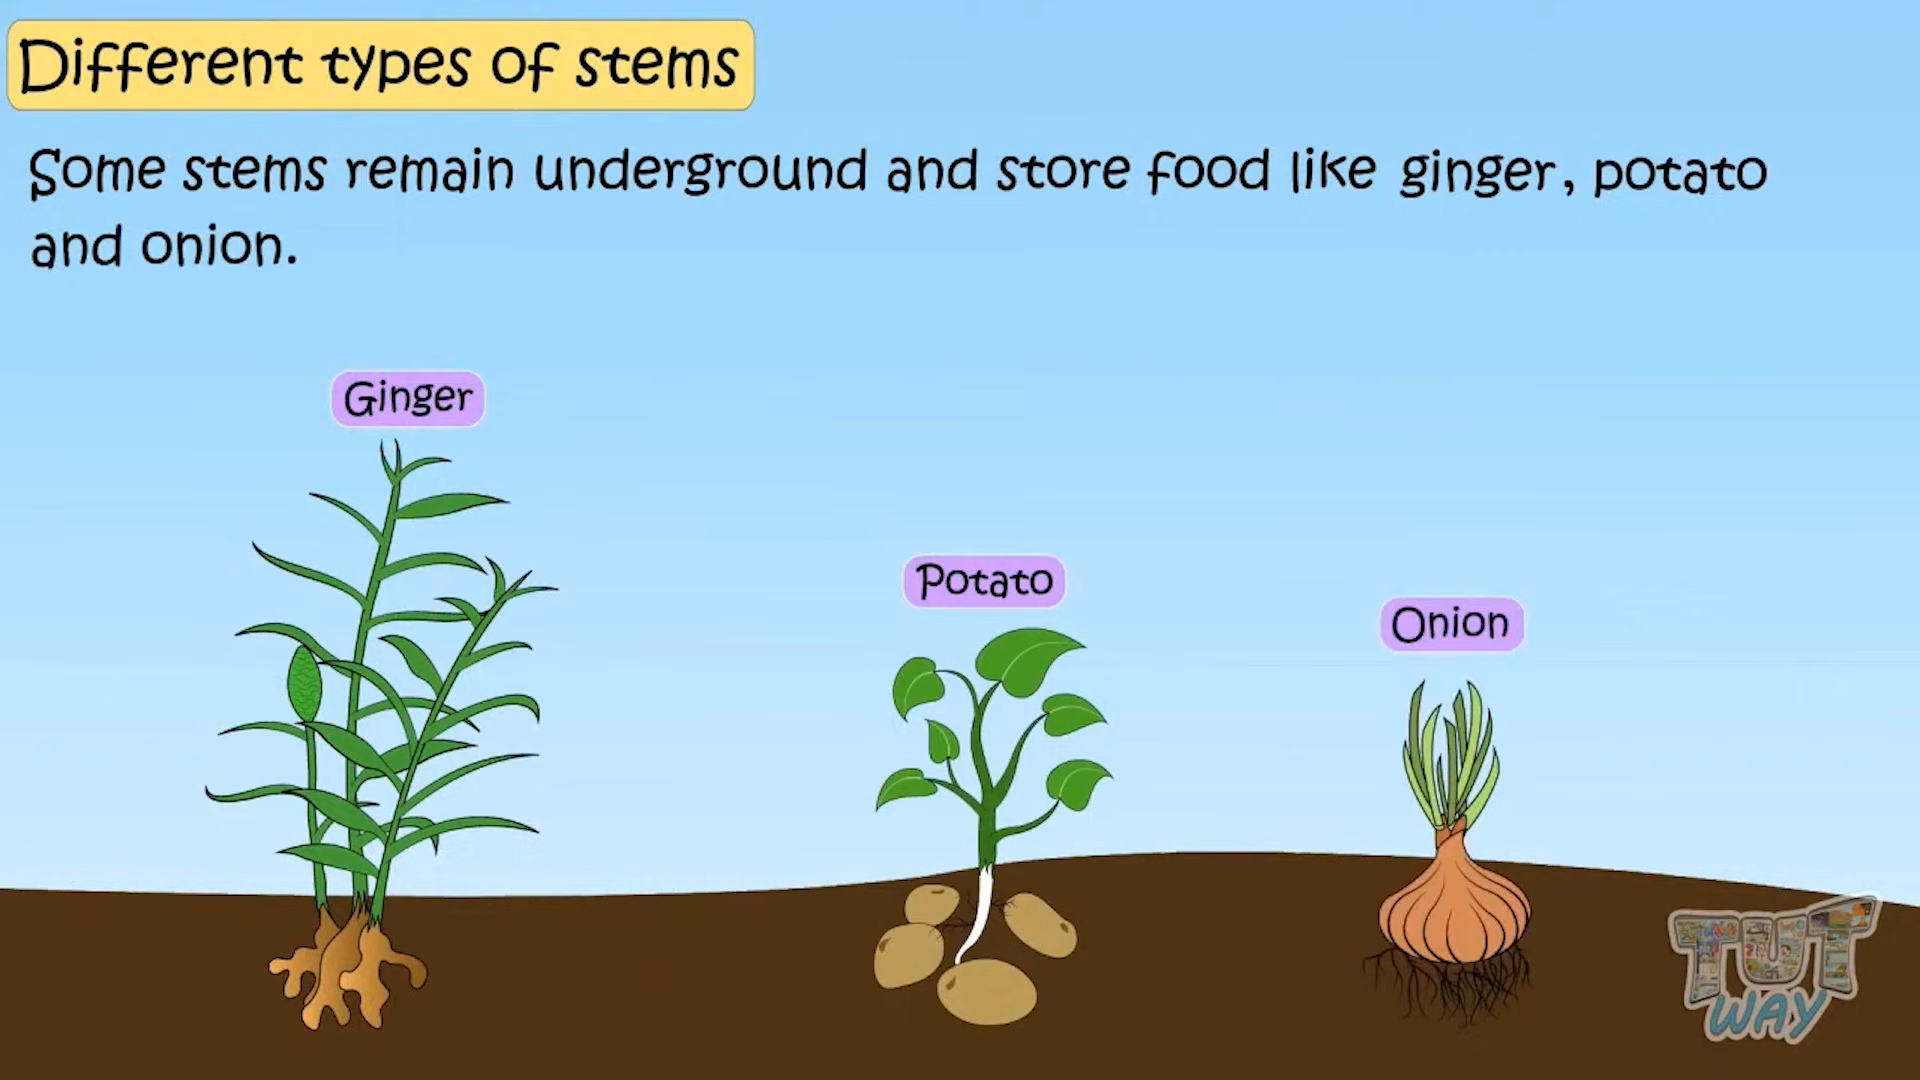 Different types of stems
Some stems remain underground and store food like ginger, potato
and onion.
Ginger
Potato
Onion
TUT
WAY